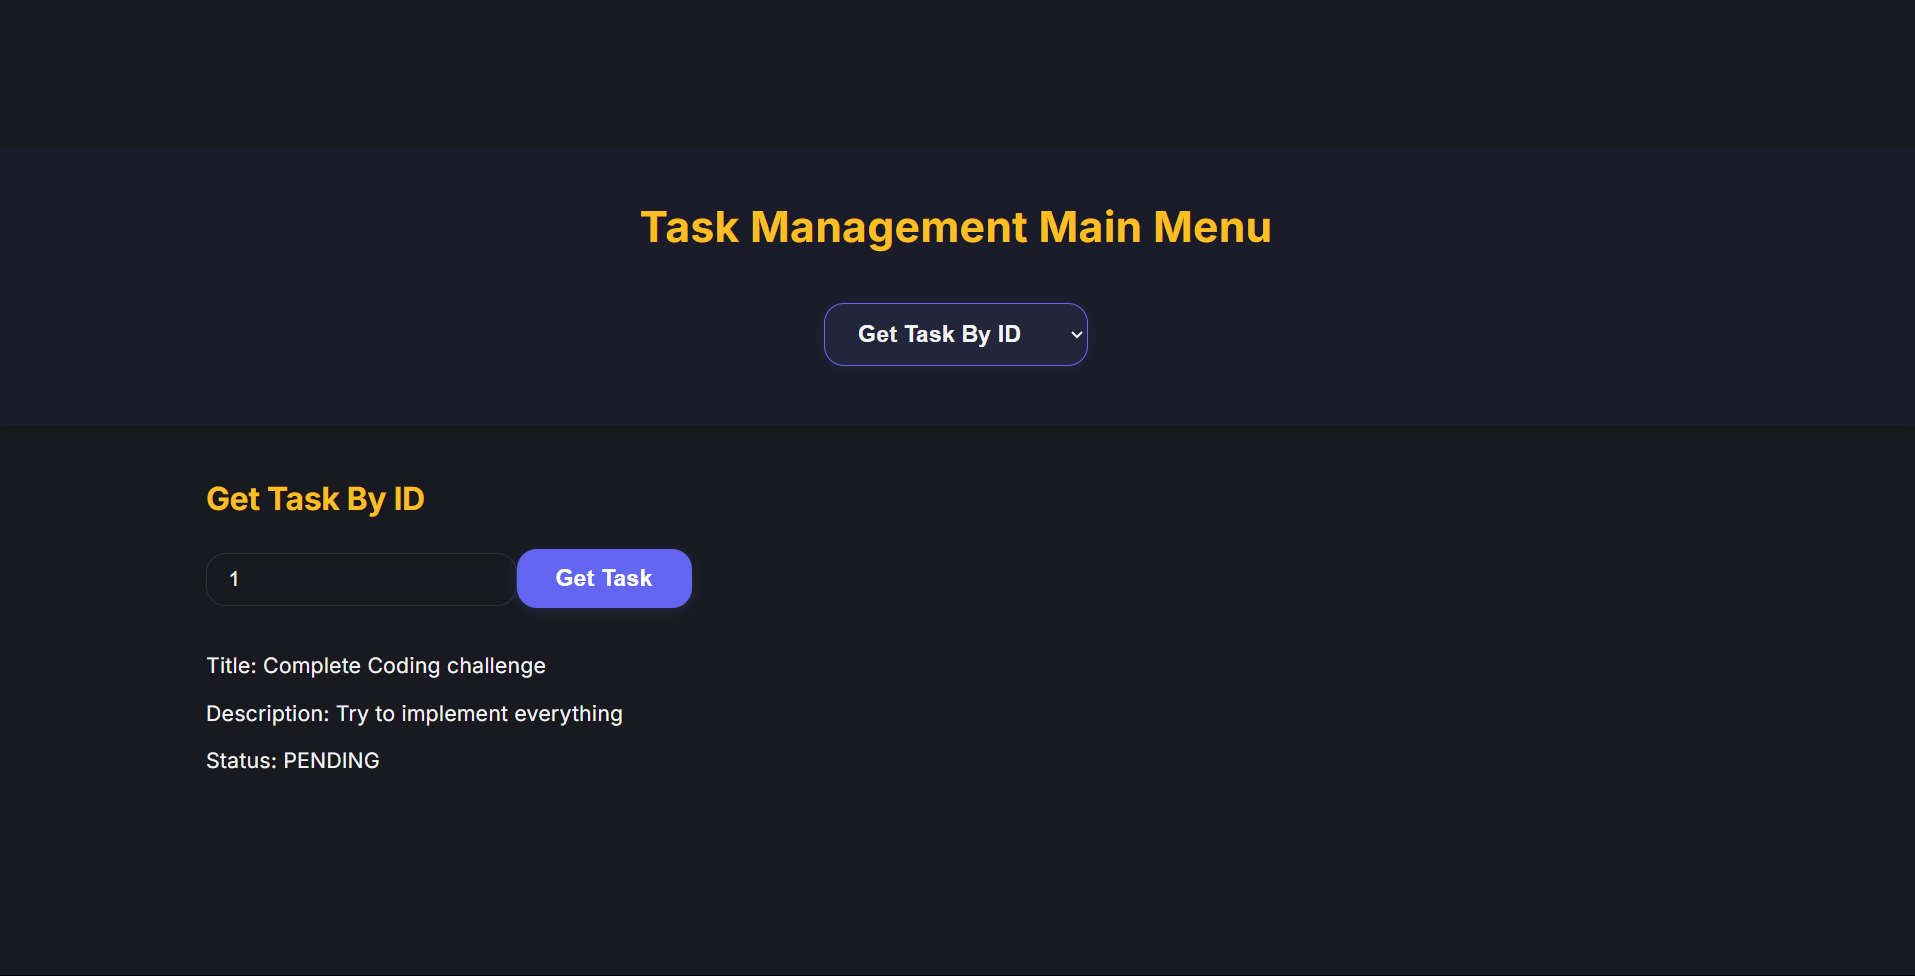 Task Management Main Menu
Get Task By ID
Get Task By ID
1
Get Task
Title: Complete Coding challenge
Description: Try to implement everything
Status: PENDING